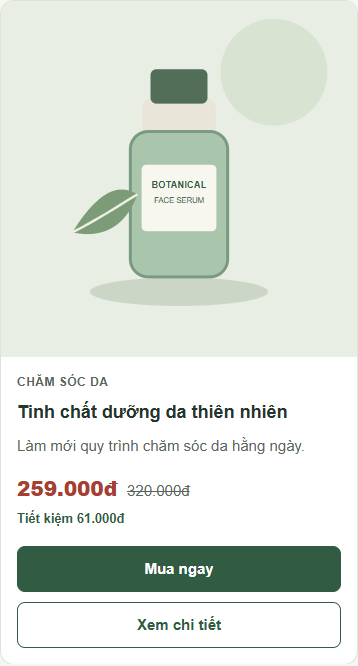 BOTANICAL
FACE SERUM
CHĂM SÓC DA
Tinh chất dưỡng da thiên nhiên
Làm mới quy trình chăm sóc da hằng ngày.
259.000đ 320.000đ
Tiết kiệm 61.000đ
Mua ngay
Xem chi tiết